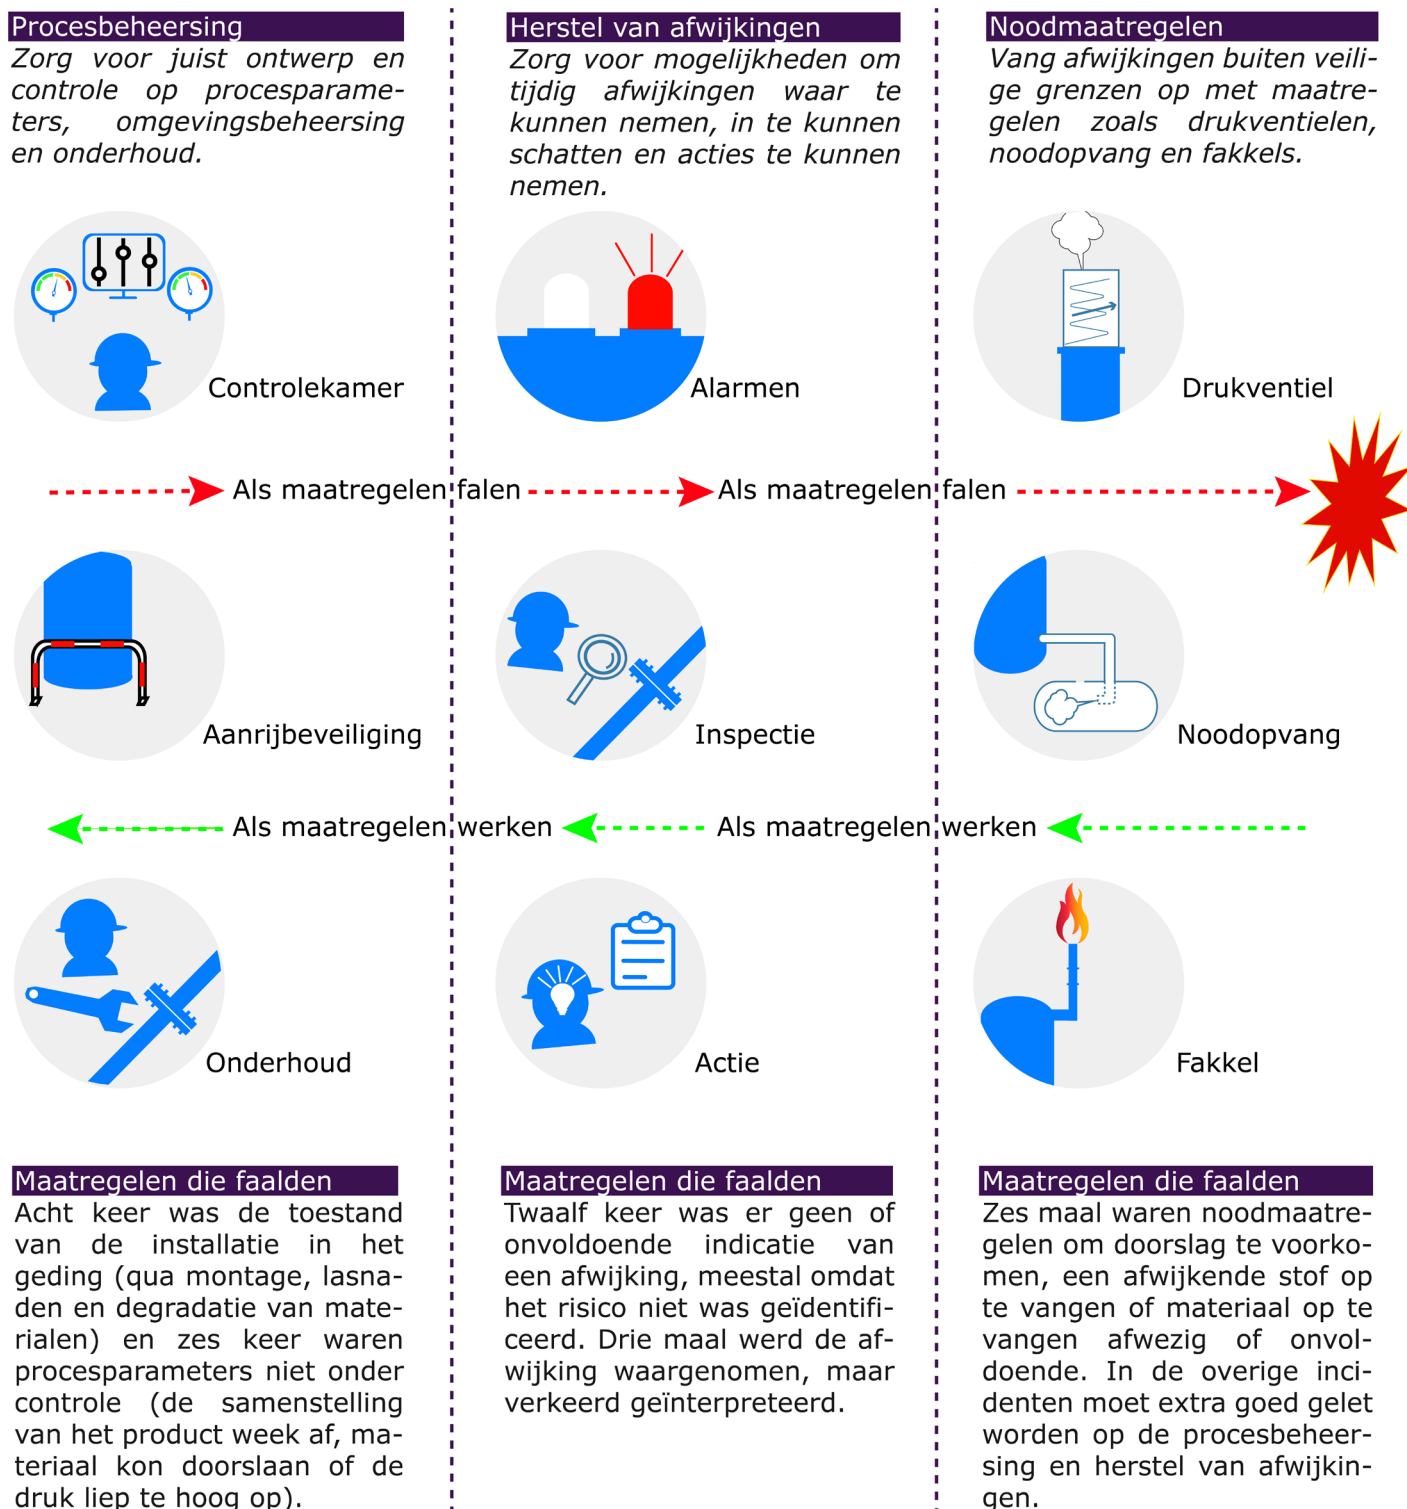 Procesbeheersing
Zorg voor juist ontwerp en
controle op procesparame-
ters, omgevingsbeheersing
en onderhoud.
Controlekamer
Herstel van afwijkingen
Zorg voor mogelijkheden om
tijdig afwijkingen waar te
kunnen nemen, in te kunnen
schatten en acties te kunnen
nemen.
Alarmen
Noodmaatregelen
Vang afwijkingen buiten veili-
ge grenzen op met maatre-
gelen zoals drukventielen,
noodopvang en fakkels.
Drukventiel
Als maatregelen falen
Als maatregelen falen
Aanrijbeveiliging
Inspectie
Noodopvang
Als maatregelen werken
Als maatregelen werken
Onderhoud
Actie
Fakkel
Maatregelen die faalden
Acht keer was de toestand
van de installatie in het
geding (qua montage, lasna-
den en degradatie van mate-
rialen) en zes keer waren
procesparameters niet onder
controle (de samenstelling
van het product week af, ma-
teriaal kon doorslaan of de
druk liep te hoog op).
Maatregelen die faalden
Twaalf keer was er geen of
onvoldoende indicatie van
een afwijking, meestal omdat
het risico niet was geïdentifi-
ceerd. Drie maal werd de af-
wijking waargenomen, maar
verkeerd geïnterpreteerd.
Maatregelen die faalden
Zes maal waren noodmaatre-
gelen om doorslag te voorko-
men, een afwijkende stof op
te vangen of materiaal op te
vangen afwezig of onvol-
doende. In de overige inci-
denten moet extra goed gelet
worden op de procesbeheer-
sing en herstel van afwijkin-
gen.